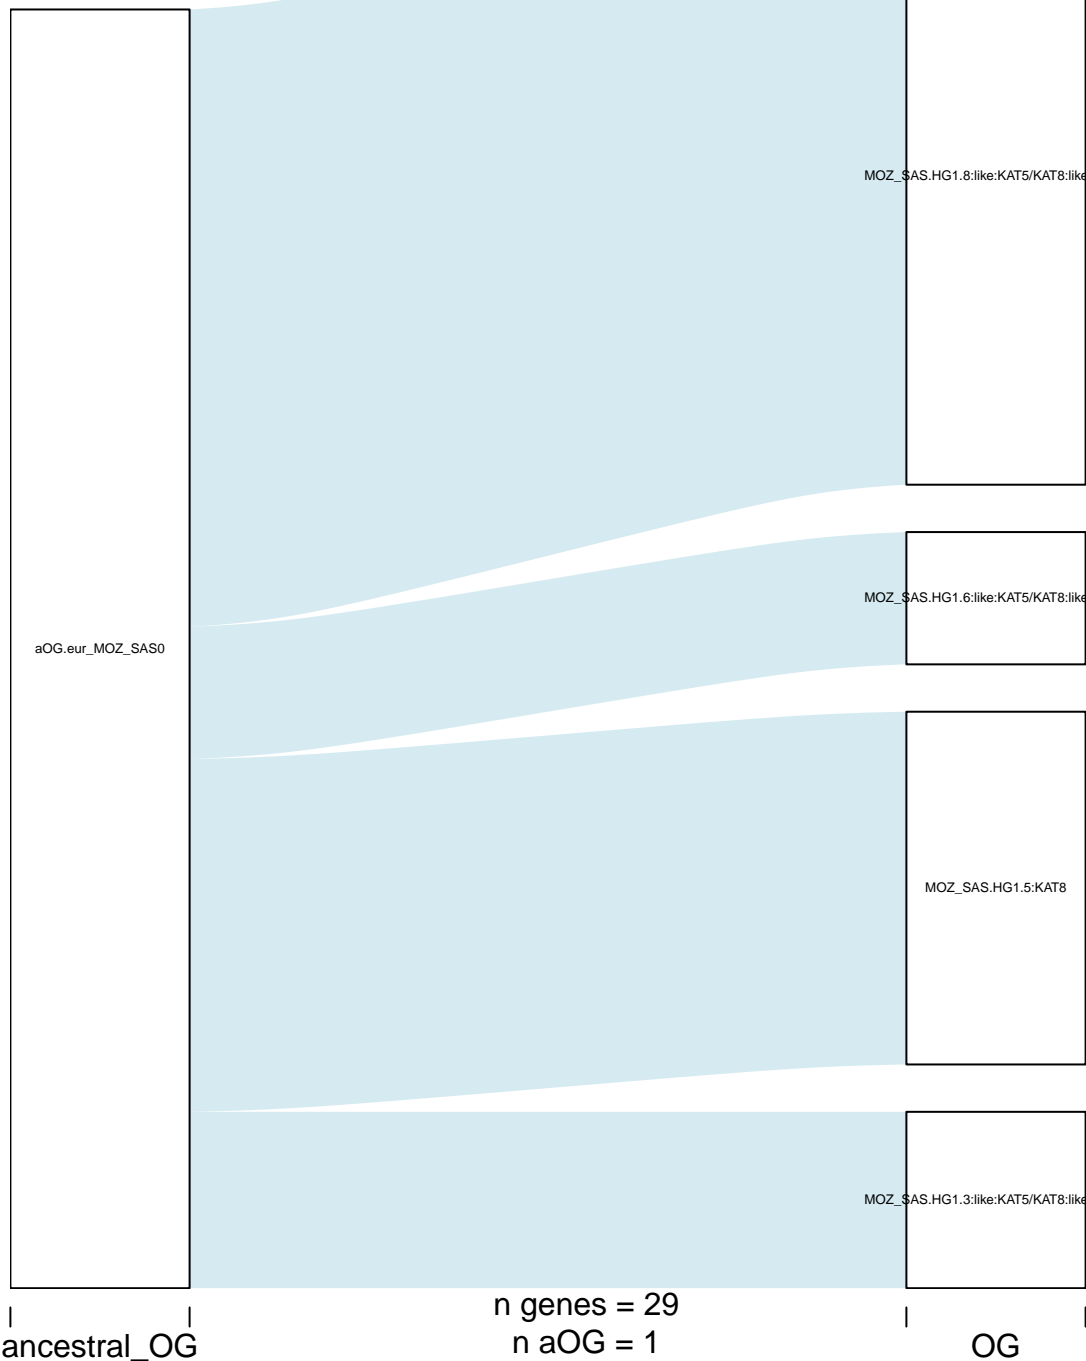 MOZ_SAS.HG1.8:like:KAT5/KAT8:like
MOZ_SAS.HG1.6:like:KAT5/KAT8:like
aOG.eur_MOZ_SAS0
MOZ_SAS.HG1.5:KAT8
MOZ_SAS.HG1.3:like:KAT5/KAT8:like
n genes = 29
n aOG = 1
ancestral_OG
OG